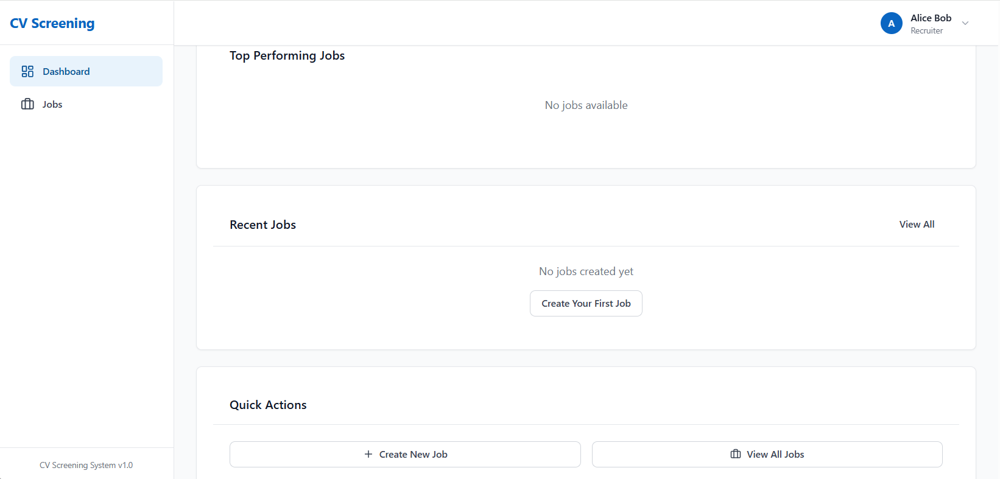 CV Screening
Dashboard
Jobs
CV Screening System v1.0
A
Alice Bob
Recruiter
Top Performing Jobs
No jobs available
Recent Jobs
View All
No jobs created yet
Create Your First Job
Quick Actions
Create New Job
View All Jobs